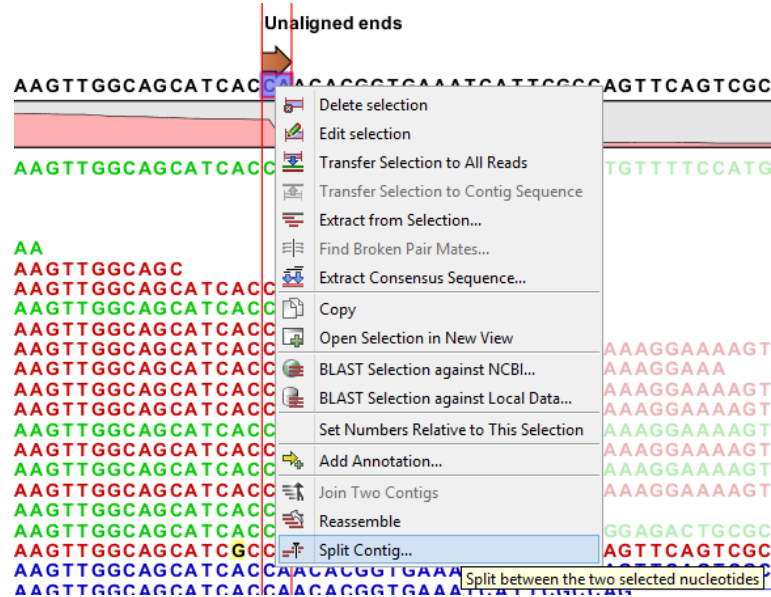 Unaligned ends
AAGTTGGCAGCATCACCAACACGGTGAAATCATTCGCCAGTTCAGTCGC
Delete selection
Edit selection
AAGTTGGCAGCATCACC Transfer Selection to All Reads TGTTTTCCATG
Transfer Selection to Contig Sequence
Extract from Selection...
AA Find Broken Pair Mates...
AAGTTGGCAGC Extract Consensus Sequence...
AAGTTGGCAGCATCACC
AAGTTGGCAGCATCACC Copy
AAGTTGGCAGCATCACC Open Selection in New View
AAGTTGGCAGCATCACC AAAGGAAAAGT
AAGTTGGCAGCATCACC BLAST Selection against NCBI... AAAGGAAA
AAGTTGGCAGCATCACC BLAST Selection against Local Data... AAAGGAAAAGT
AAGTTGGCAGCATCACC AAAGGAAAAGT
AAGTTGGCAGCATCACC Set Numbers Relative to This Selection AAAGGAAAAGT
AAGTTGGCAGCATCACC AAAGGAAAAGT
AAGTTGGCAGCATCACC Add Annotation... AAAGGAAAAGT
AAGTTGGCAGCATCACC Join Two Contigs AAAGGAAAAGT
AAGTTGGCAGCATCACC Reassemble
AAGTTGGCAGCATCACC GGAGACTGCGC
AAGTTGGCAGCATCGCC Split Contig... AGTTCAGTCGC
AAGTTGGCAGCATCACCAACACGGTGAAA
Split between the two selected nucleotides
AAGTTGGCAGCATCACCAACACGGTGAAATCATTCGCCAG